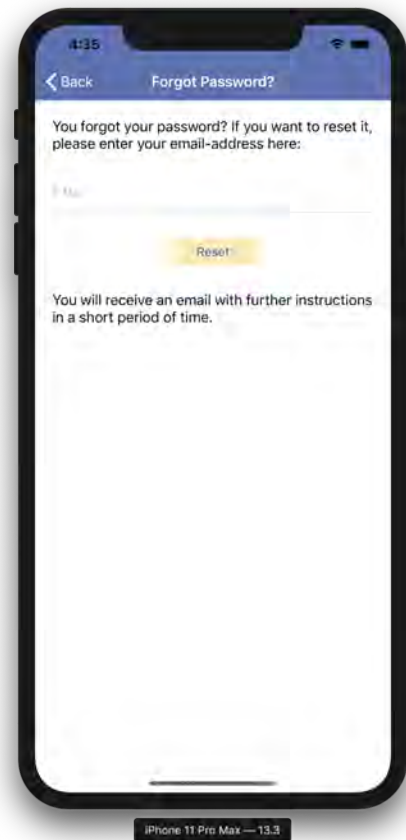 4:35
Back
Forgot Password?
You forgot your password? If you want to reset it,
please enter your email-address here:
Reset
You will receive an email with further instructions
in a short period of time.
iPhone 11 Pro Max — 13.3